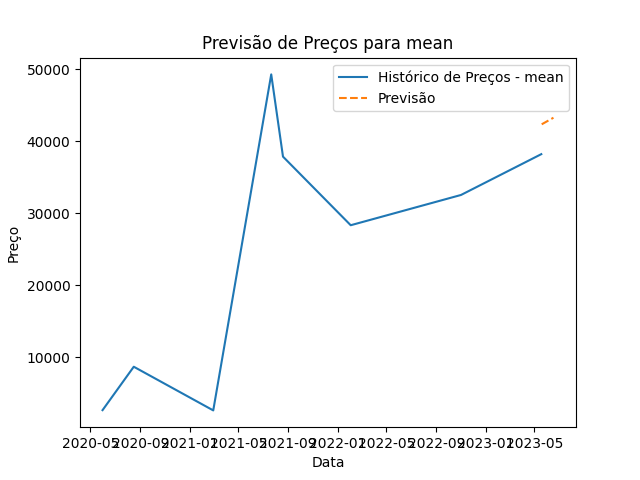 Previsão de Preços para mean
Histórico de Preços - mean
Previsão
Preço
50000
40000
30000
20000
10000
2020-05 2020-09 2021-01 2021-05 2021-09 2022-01 2022-05 2022-09 2023-01 2023-05
Data